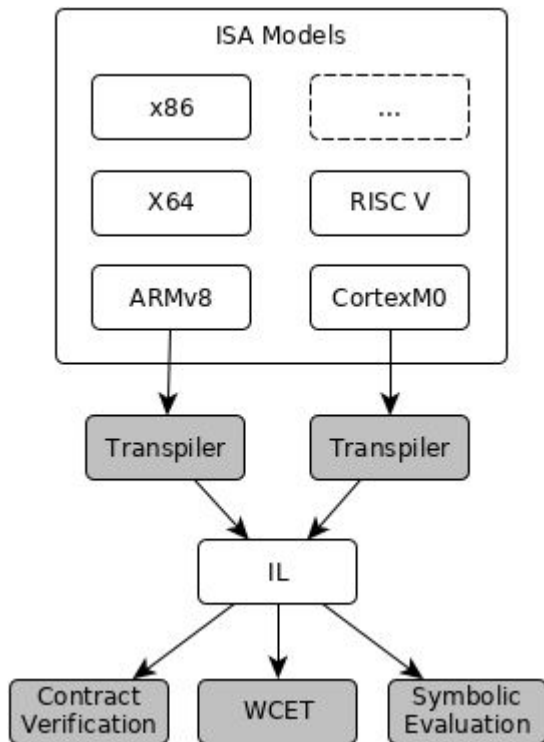 ISA Models
x86
...
X64
RISC V
ARMv8
CortexM0
Transpiler
Transpiler
IL
Contract
Verification
WCET
Symbolic
Evaluation